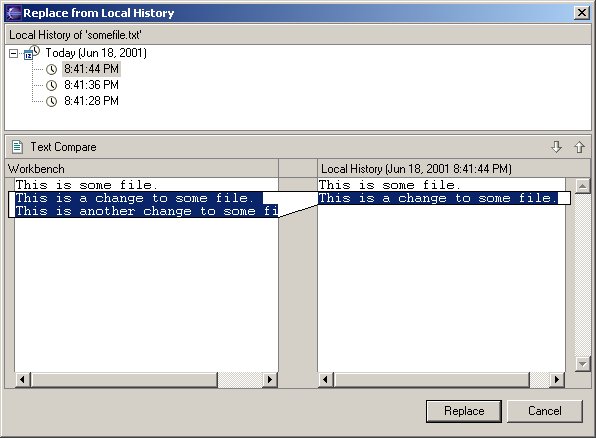 Replace from Local History
Local History of 'somefile.txt'
Today (Jun 18, 2001)
8:41:44 PM
8:41:36 PM
8:41:28 PM
Text Compare
Workbench
Local History (Jun 18, 2001 8:41:44 PM)
This is some file.
This is a change to some file.
This is another change to some fi
This is some file.
This is a change to some file.
Replace
Cancel